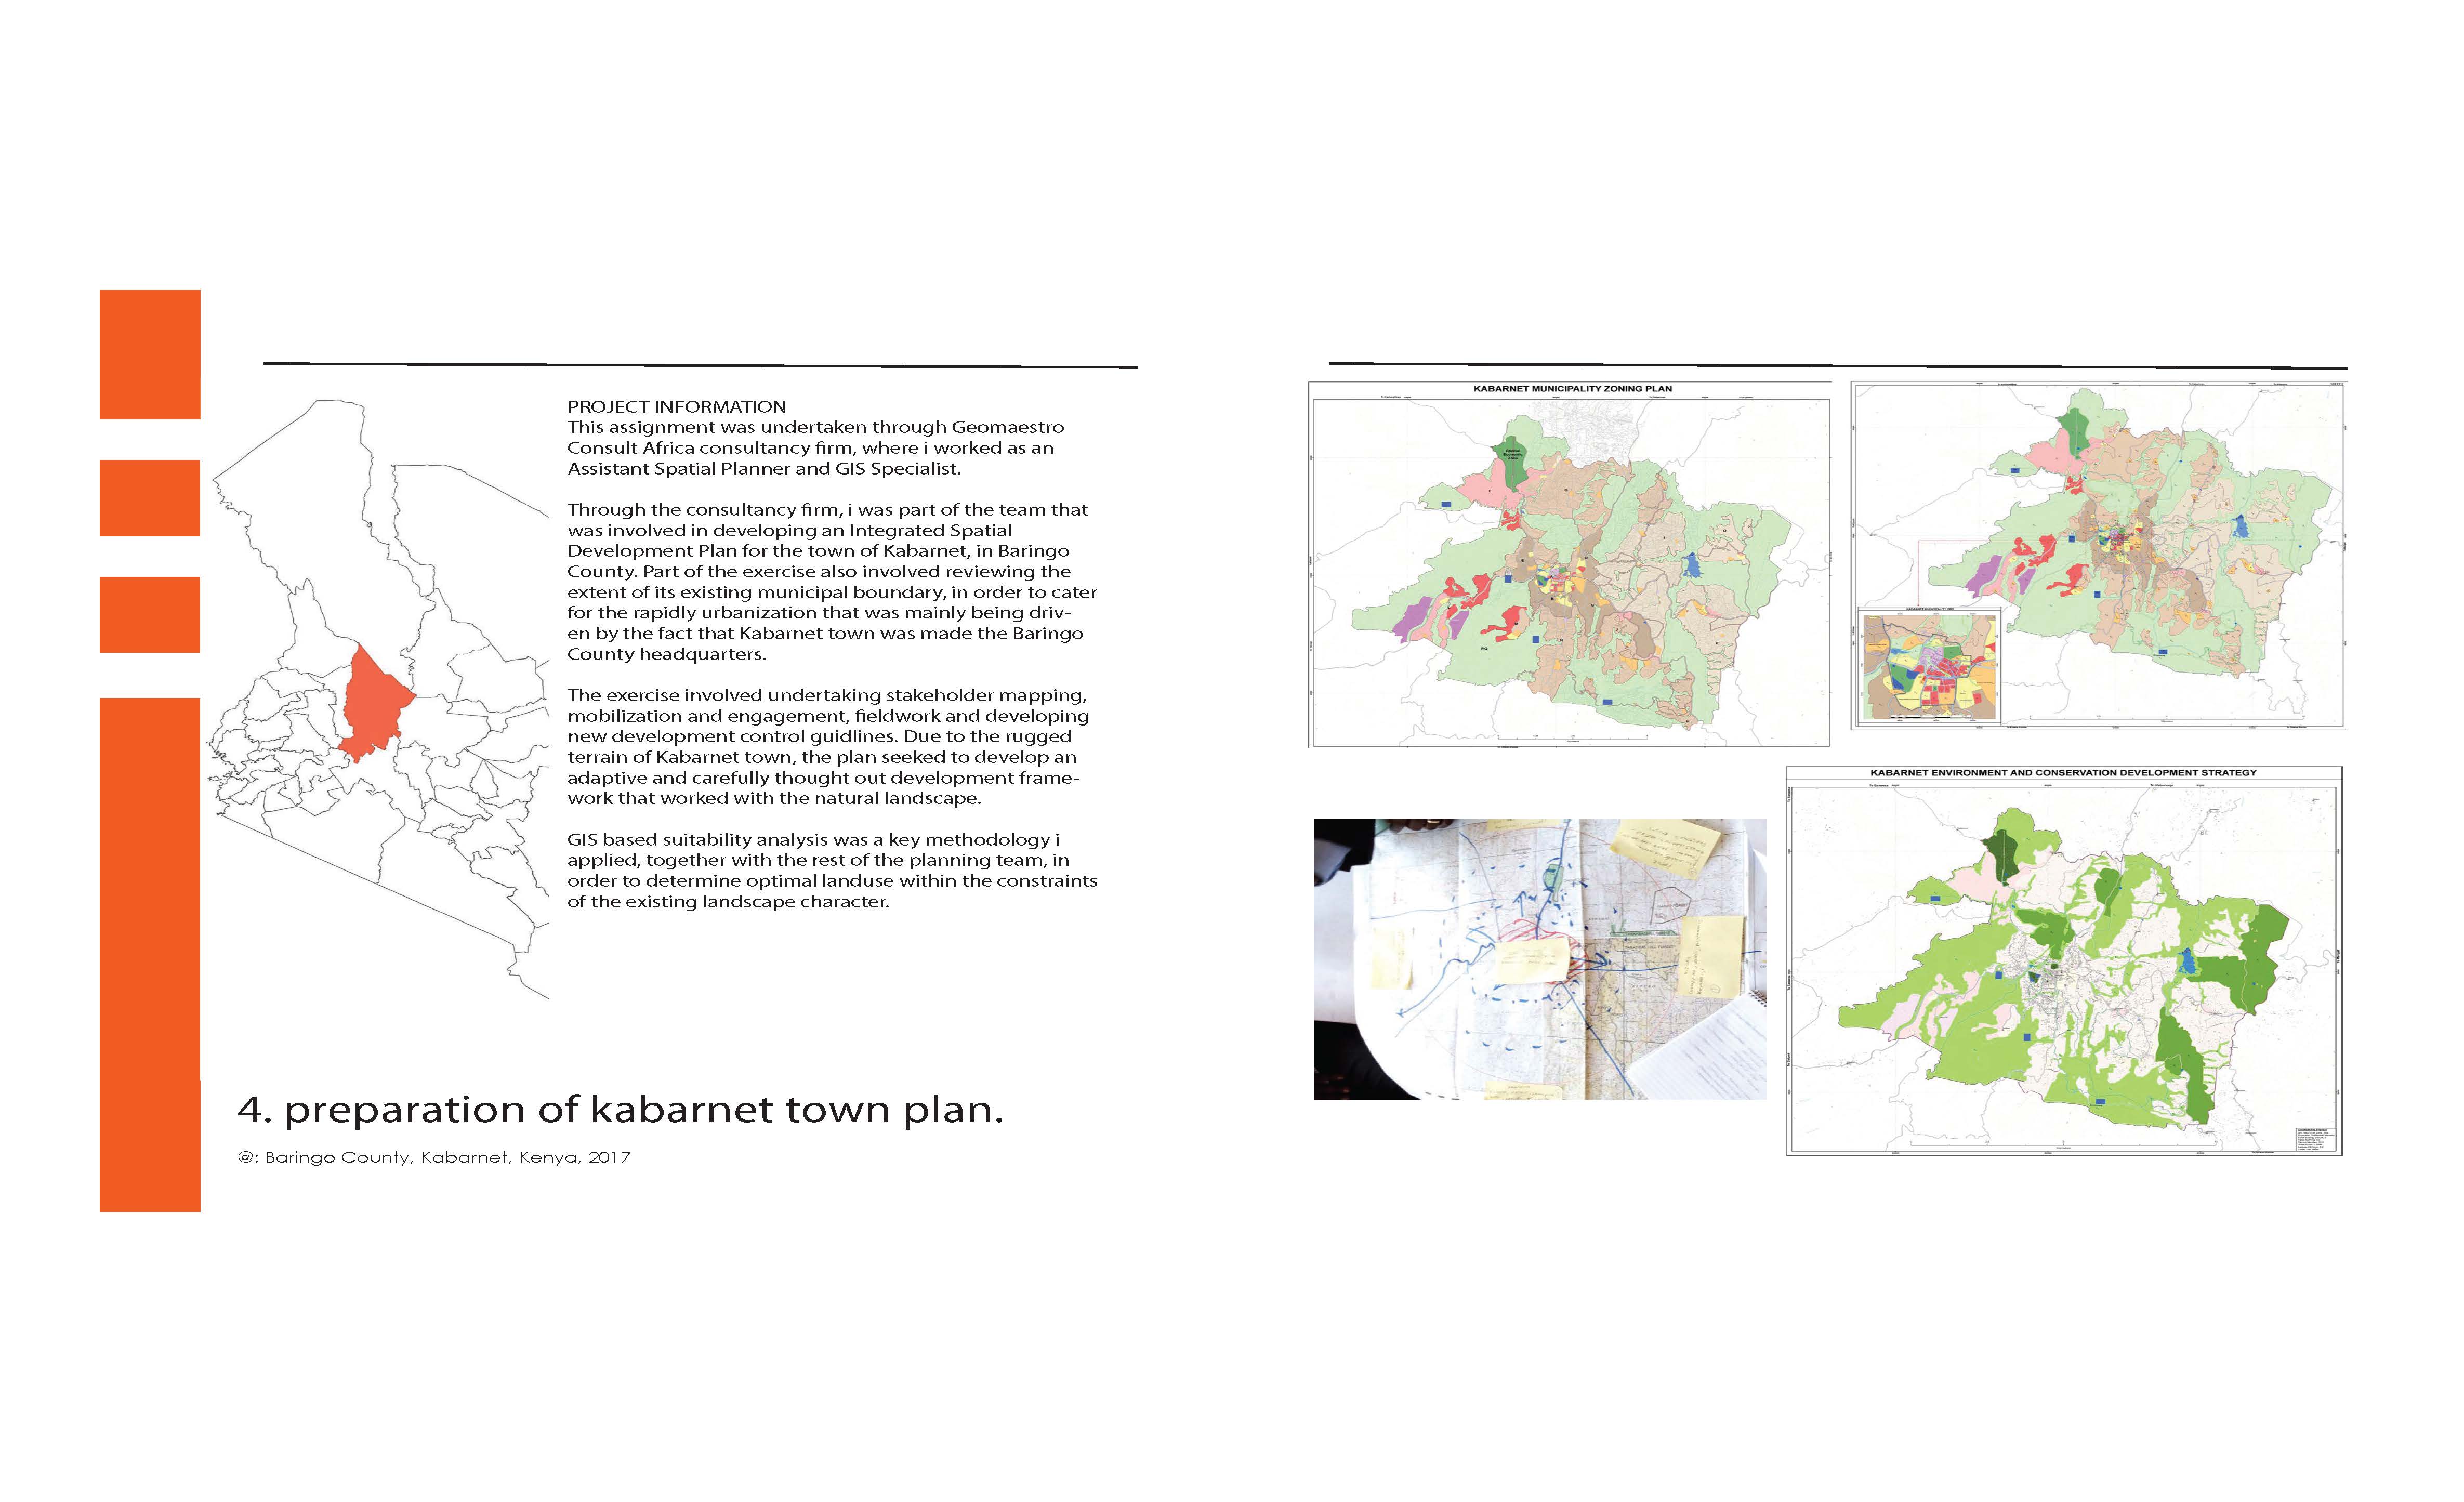 PROJECT INFORMATION
This assignment was undertaken through Geomaestro
Consult Africa consultancy firm, where i worked as an
Assistant Spatial Planner and GIS Specialist.
Through the consultancy firm, i was part of the team that
was involved in developing an Integrated Spatial
Development Plan for the town of Kabarnet, in Baringo
County. Part of the exercise also involved reviewing the
extent of its existing municipal boundary, in order to cater
for the rapidly urbanization that was mainly being driv-
en by the fact that Kabarnet town was made the Baringo
County headquarters.
The exercise involved undertaking stakeholder mapping,
mobilization and engagement, fieldwork and developing
new development control guidlines. Due to the rugged
terrain of Kabarnet town, the plan seeked to develop an
adaptive and carefully thought out development frame-
work that worked with the natural landscape.
GIS based suitability analysis was a key methodology i
applied, together with the rest of the planning team, in
order to determine optimal landuse within the constraints
of the existing landscape character.
4. preparation of kabarnet town plan.
@: Baringo County, Kabarnet, Kenya, 2017
KABARNET MUNICIPALITY ZONING PLAN
KABARNET ENVIRONMENT AND CONSERVATION DEVELOPMENT STRATEGY